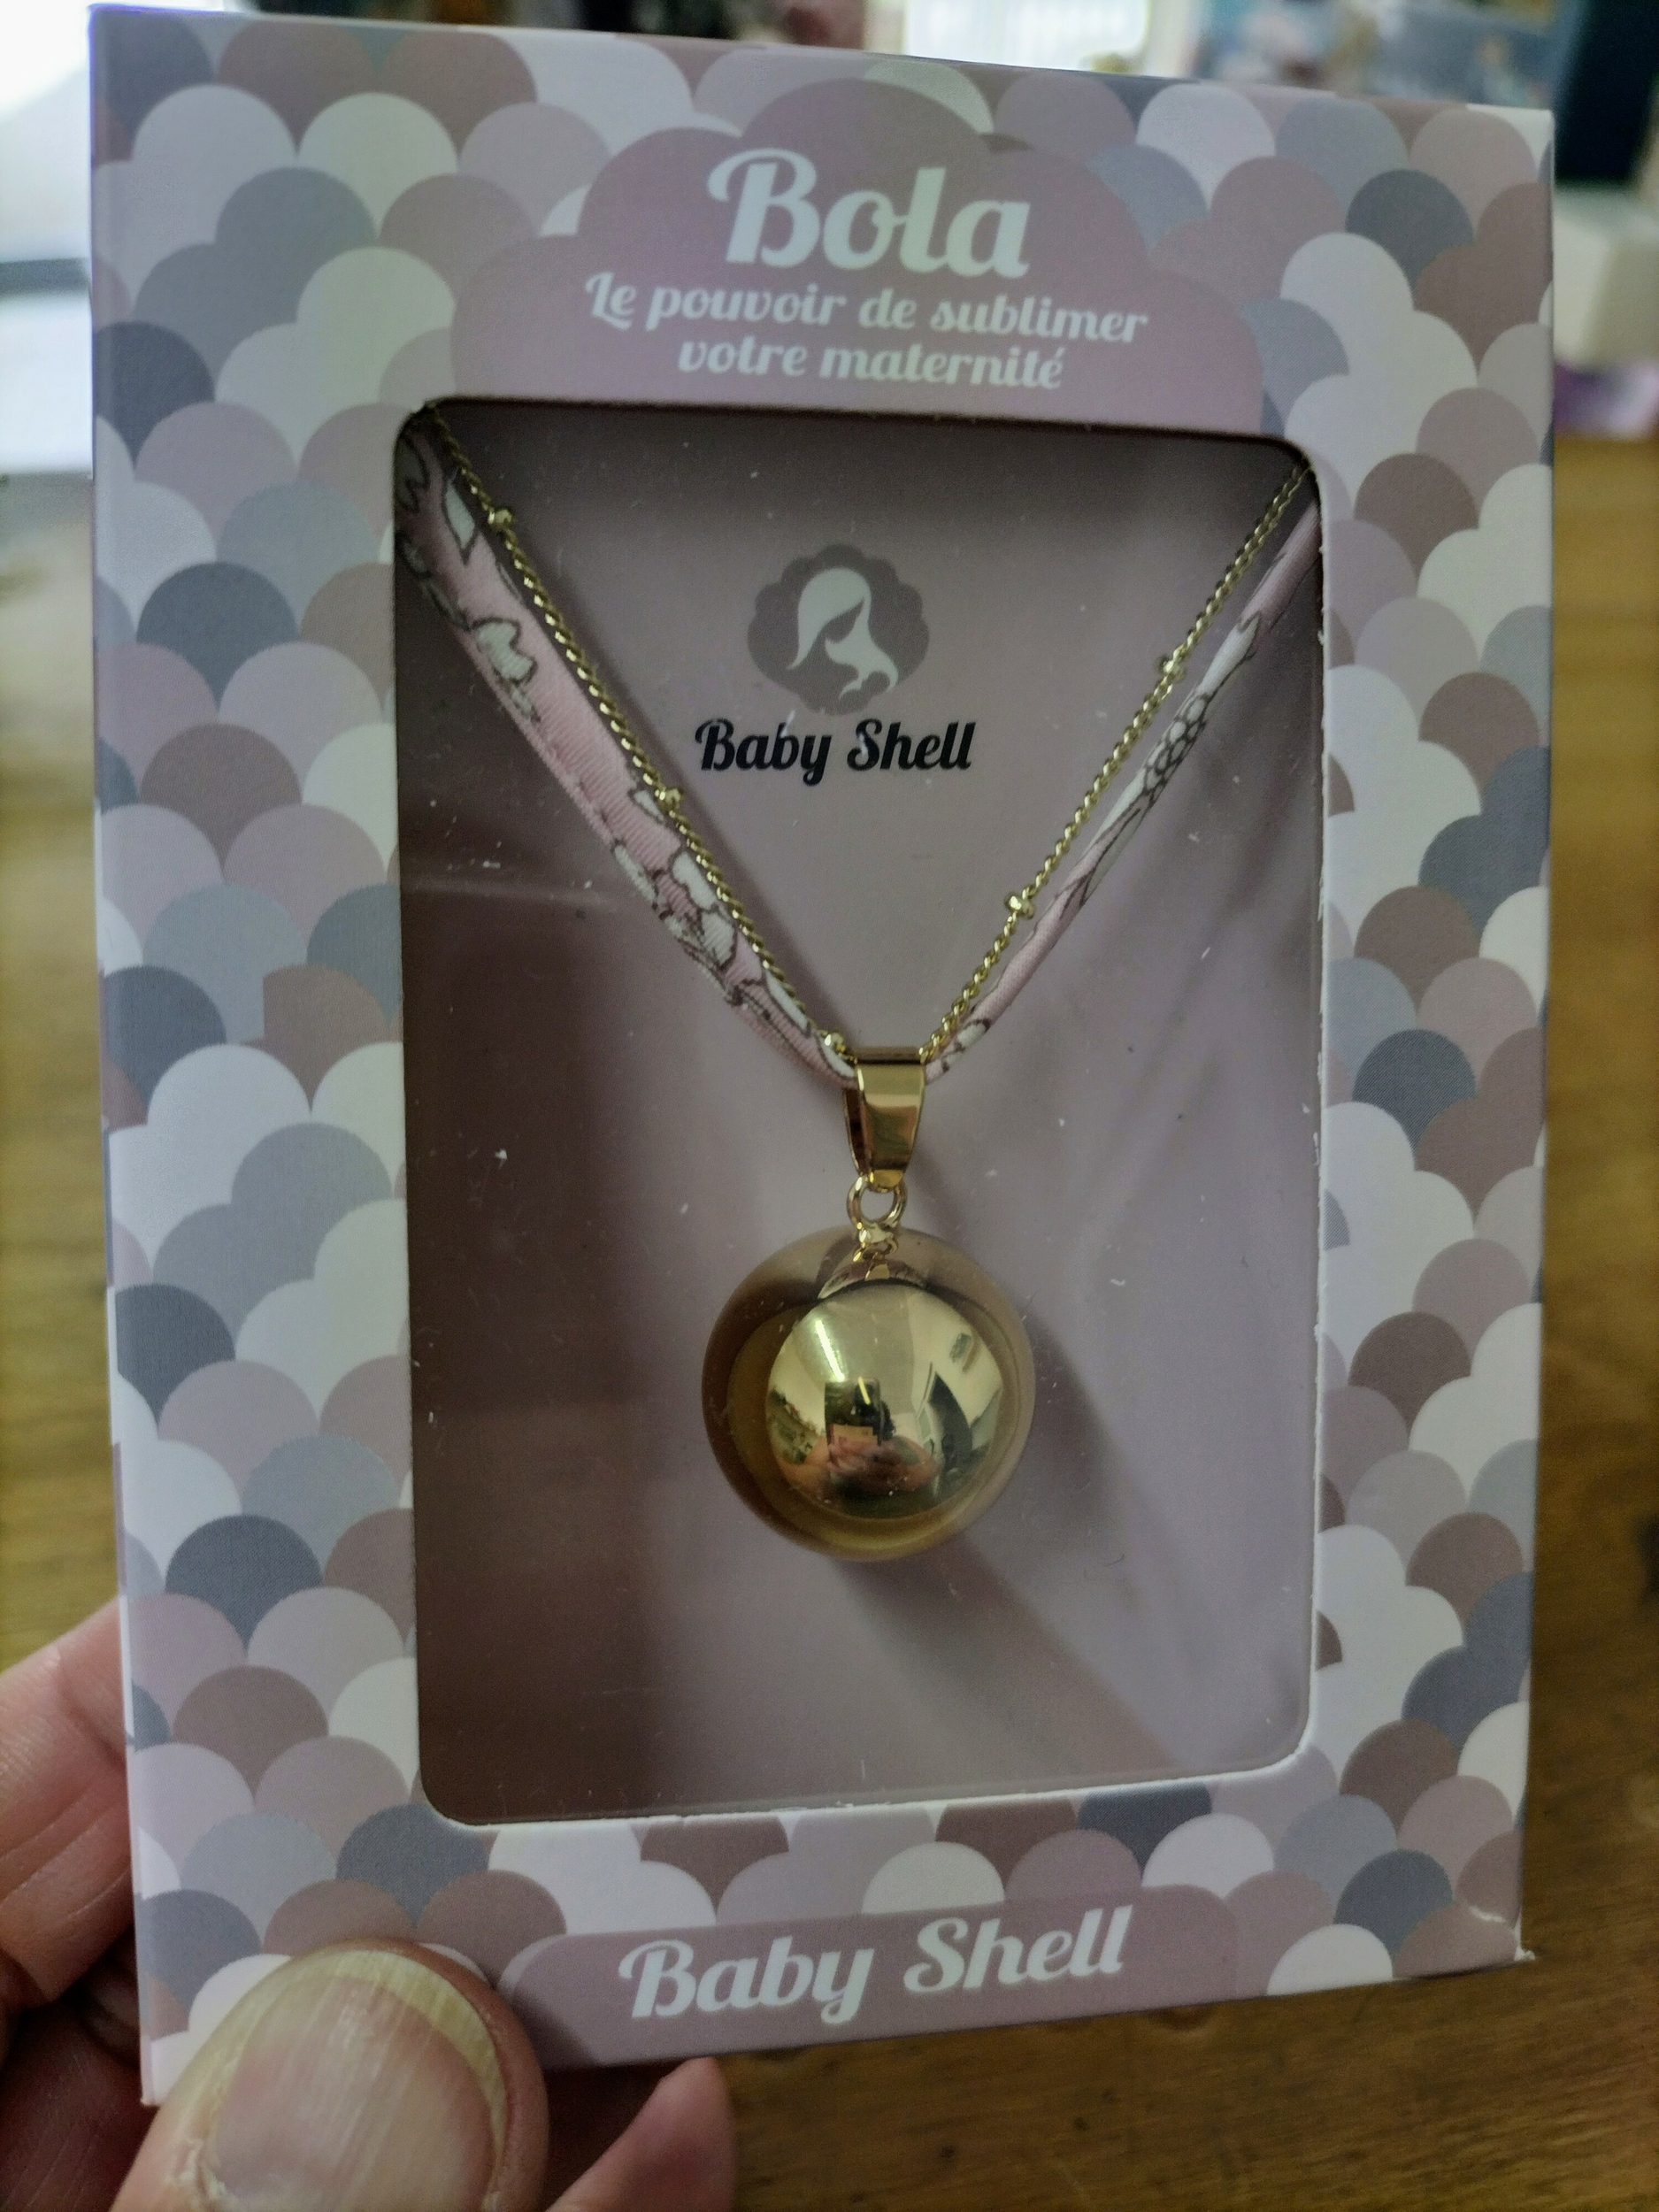 Bola
Le pouvoir de sublimer
votre maternité
Baby Shell
Baby Shell